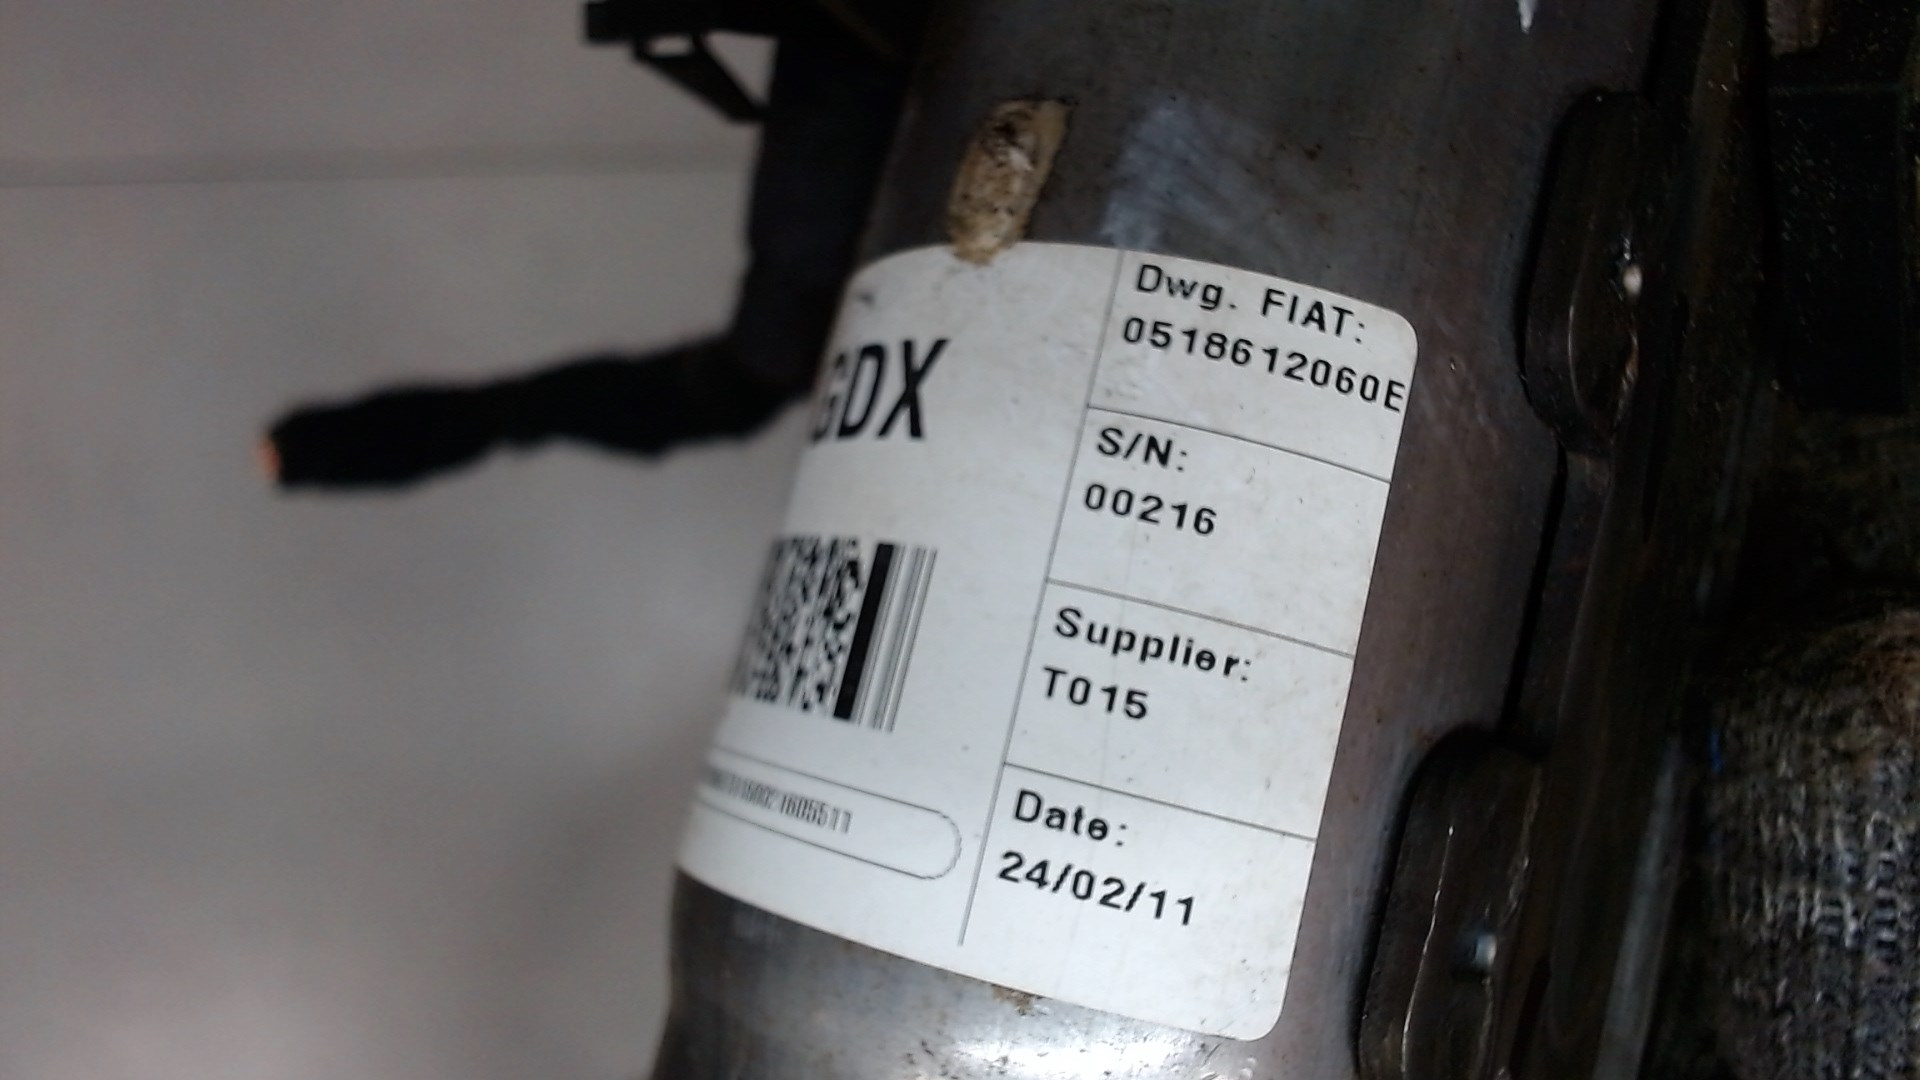 GDX
Dwg. FIAT:
0518612060E
S/N:
00216
Supplier:
T015
Date:
24/02/11